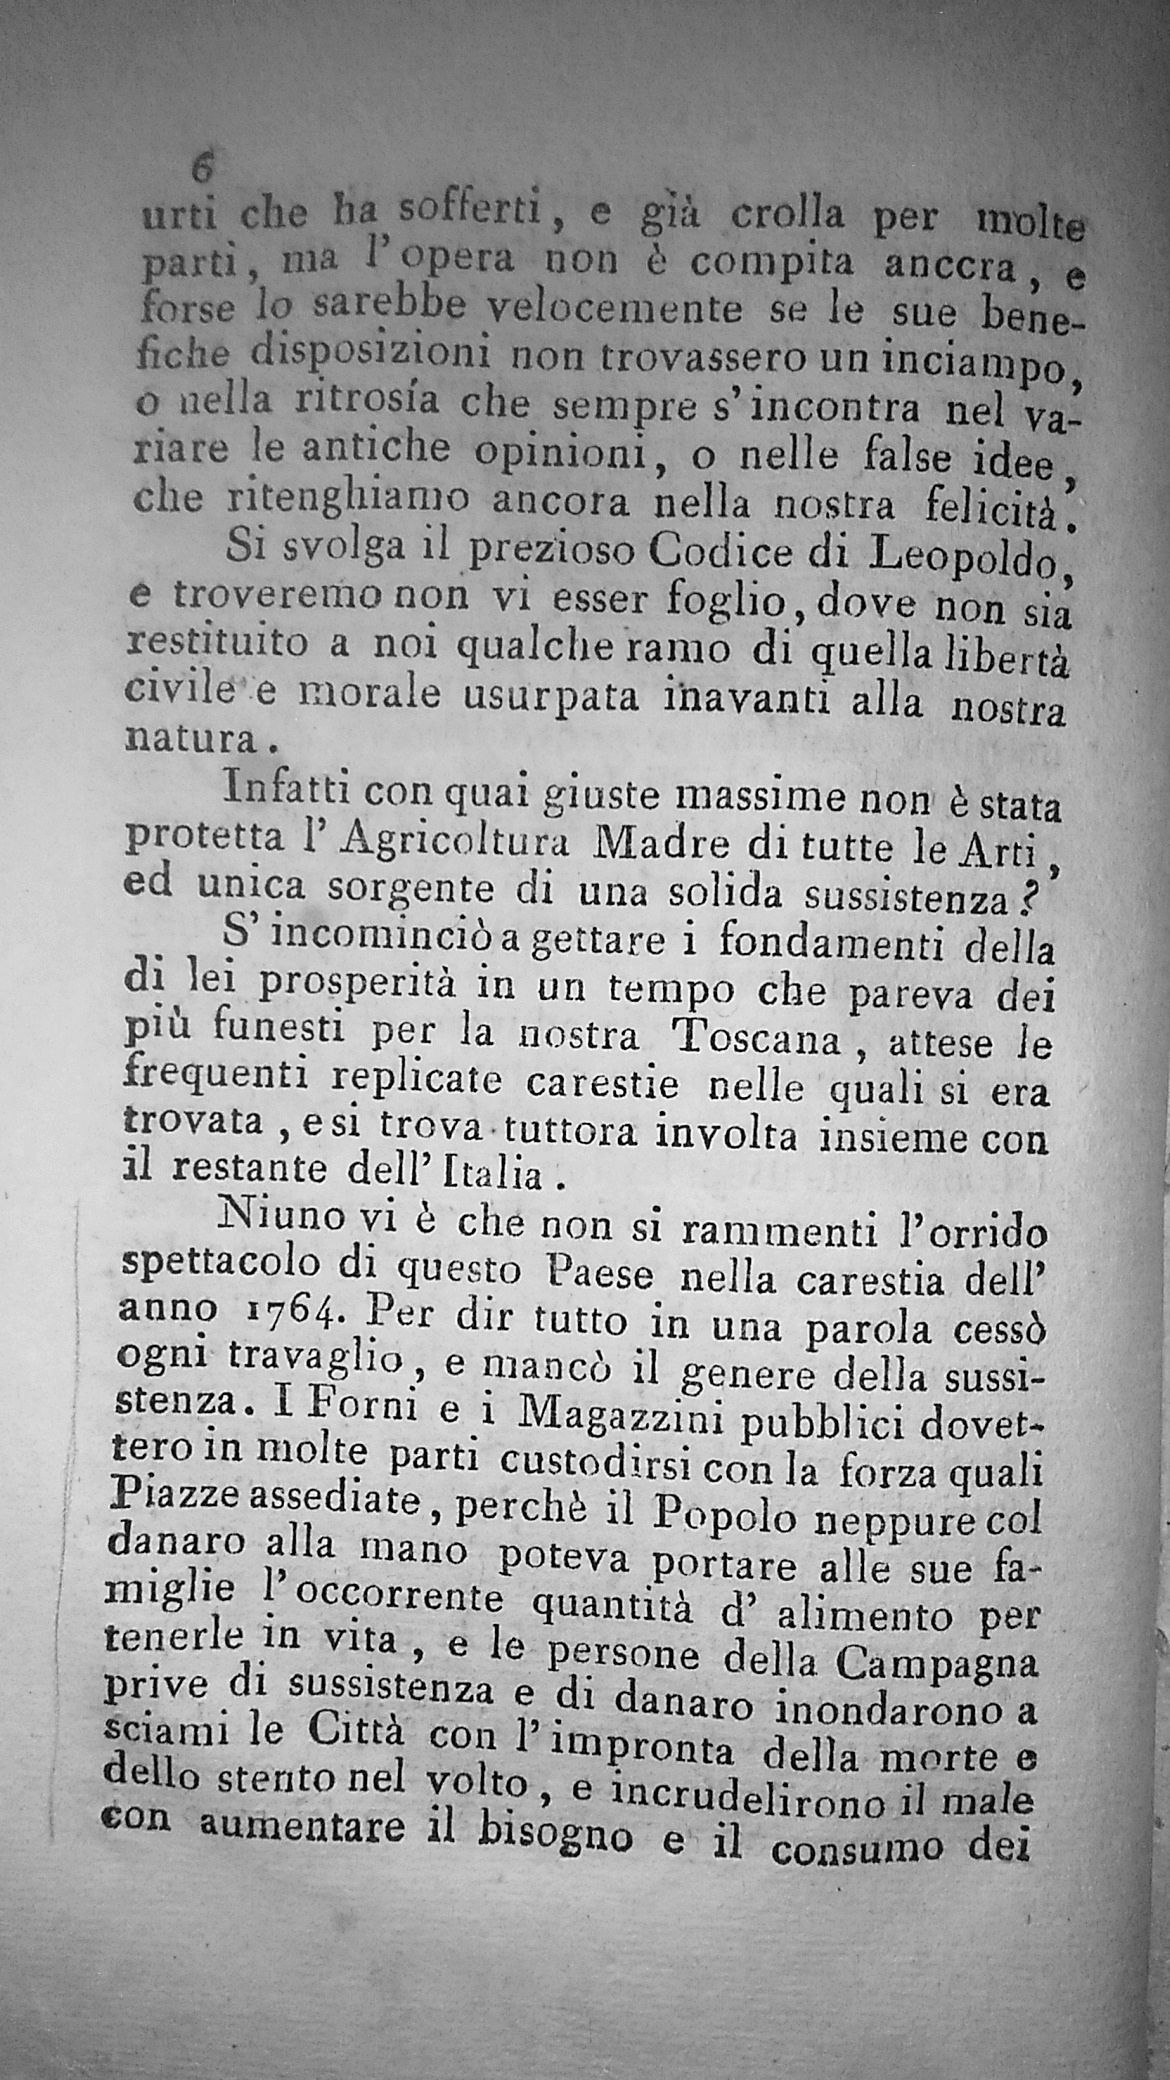 6
urti che ha sofferti, e già crolla per molte
parti, ma l'opera non è compita anccra, e
forse lo sarebbe velocemente se le sue bene-
fiche disposizioni non trovassero un inciampo,
o nella ritrosía che sempre s'incontra nel va-
riare le antiche opinioni, o nelle false idee,
che ritenghiamo ancora nella nostra felicità.
Si svolga il prezioso Codice di Leopoldo,
e troveremo non vi esser foglio, dove non sia
restituito a noi qualche ramo di quella libertà
civile e morale usurpata inavanti alla nostra
natura.
Infatti con quai giuste massime non è stata
protetta l'Agricoltura Madre di tutte le Arti,
ed unica sorgente di una solida sussistenza?
S'incominciò a gettare i fondamenti della
di lei prosperità in un tempo che pareva dei
più funesti per la nostra Toscana, attese le
frequenti replicate carestie nelle quali si era
trovata, e si trova tuttora involta insieme con
il restante dell'Italia.
Niuno vi è che non si rammenti l'orrido
spettacolo di questo Paese nella carestia dell'
anno 1764. Per dir tutto in una parola cessò
ogni travaglio, e mancò il genere della sussi-
stenza. I Forni e i Magazzini pubblici dovet-
tero in molte parti custodirsi con la forza quali
Piazze assediate, perchè il Popolo neppure col
danaro alla mano poteva portare alle sue fa-
miglie l'occorrente quantità d'alimento per
tenerle in vita, e le persone della Campagna
prive di sussistenza e di danaro inondarono a
sciami le Città con l'impronta della morte e
dello stento nel volto, e incrudelirono il male
con aumentare il bisogno e il consumo dei